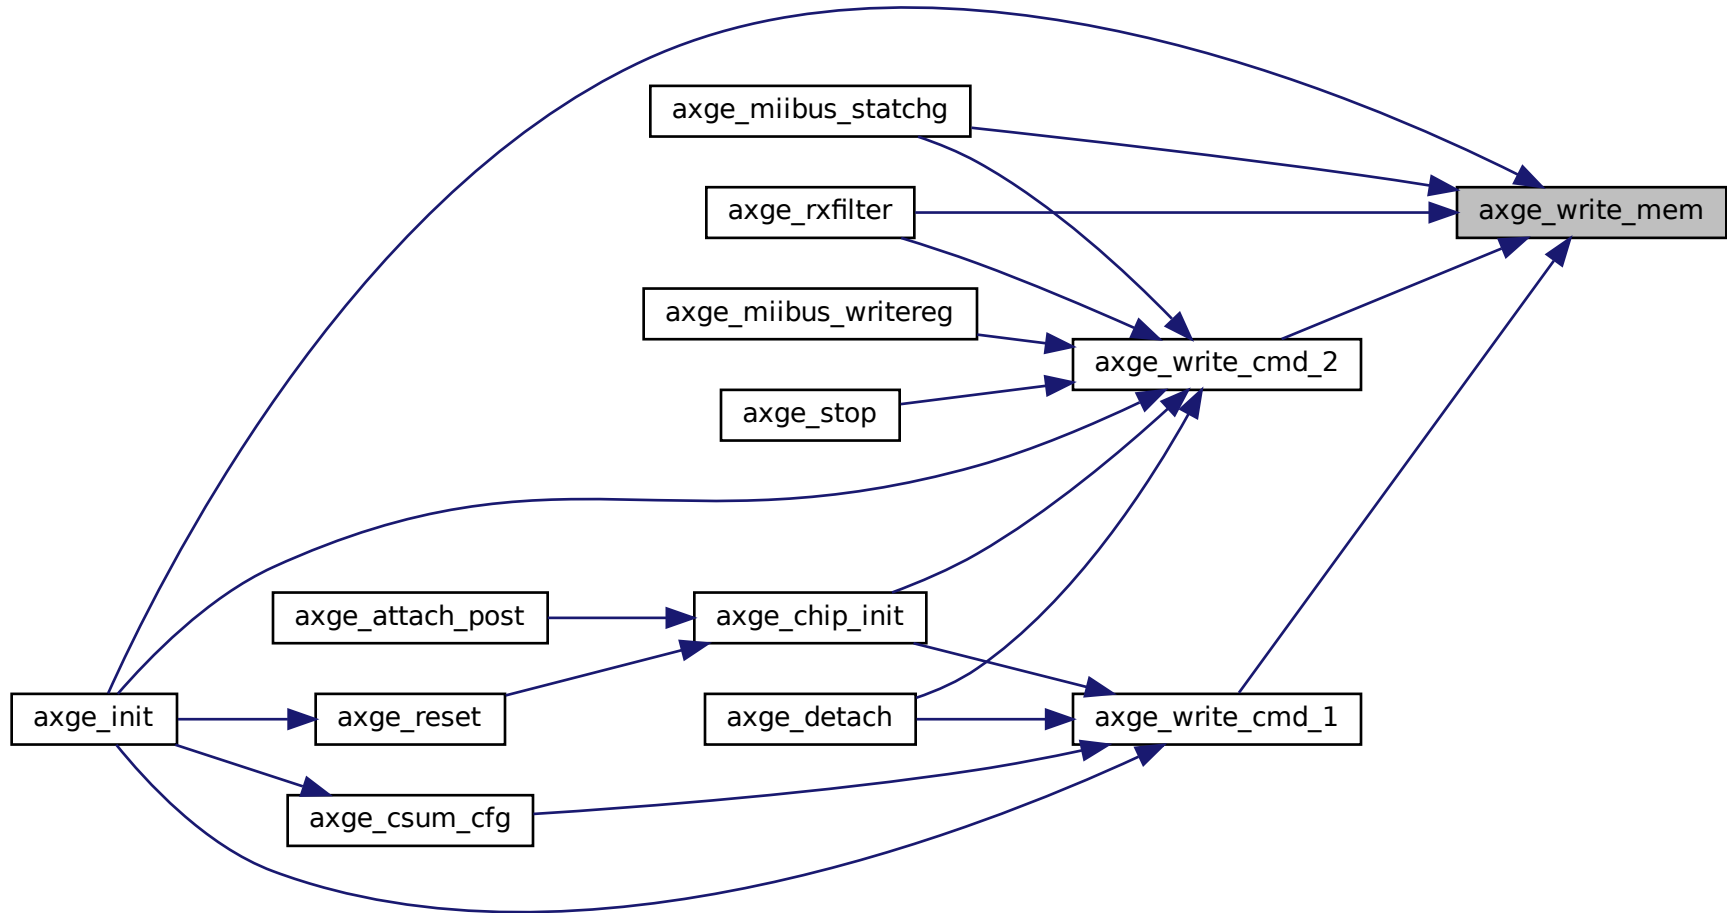 axge_miibus_statchg
axge_rxfilter
axge_write_mem
axge_miibus_writereg
axge_write_cmd_2
axge_stop
axge_attach_post
axge_chip_init
axge_init
axge_reset
axge_detach
axge_write_cmd_1
axge_csum_cfg